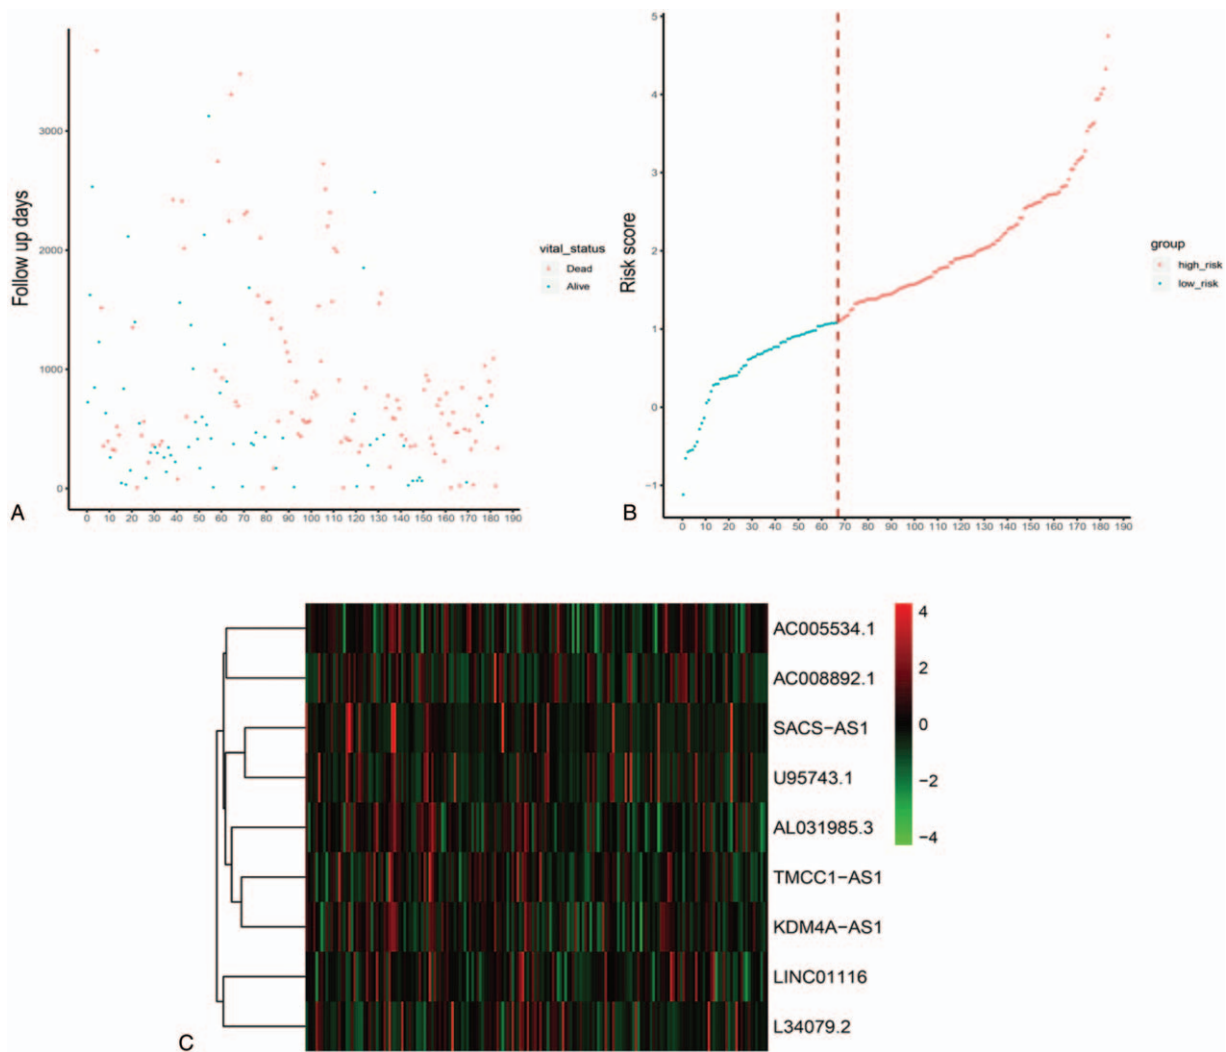 3000
2000
1000
0
Follow up days
0 10 20 30 40 50 60 70 80 90 100 110 120 130 140 150 160 170 180 190
vital_status
Dead
Alive
A
5
4
3
2
1
0
−1
Risk score
0 10 20 30 40 50 60 70 80 90 100 110 120 130 140 150 160 170 180 190
group
high_risk
low_risk
B
AC005534.1
AC008892.1
SACS−AS1
U95743.1
AL031985.3
TMCC1−AS1
KDM4A−AS1
LINC01116
L34079.2
4
2
0
−2
−4
C